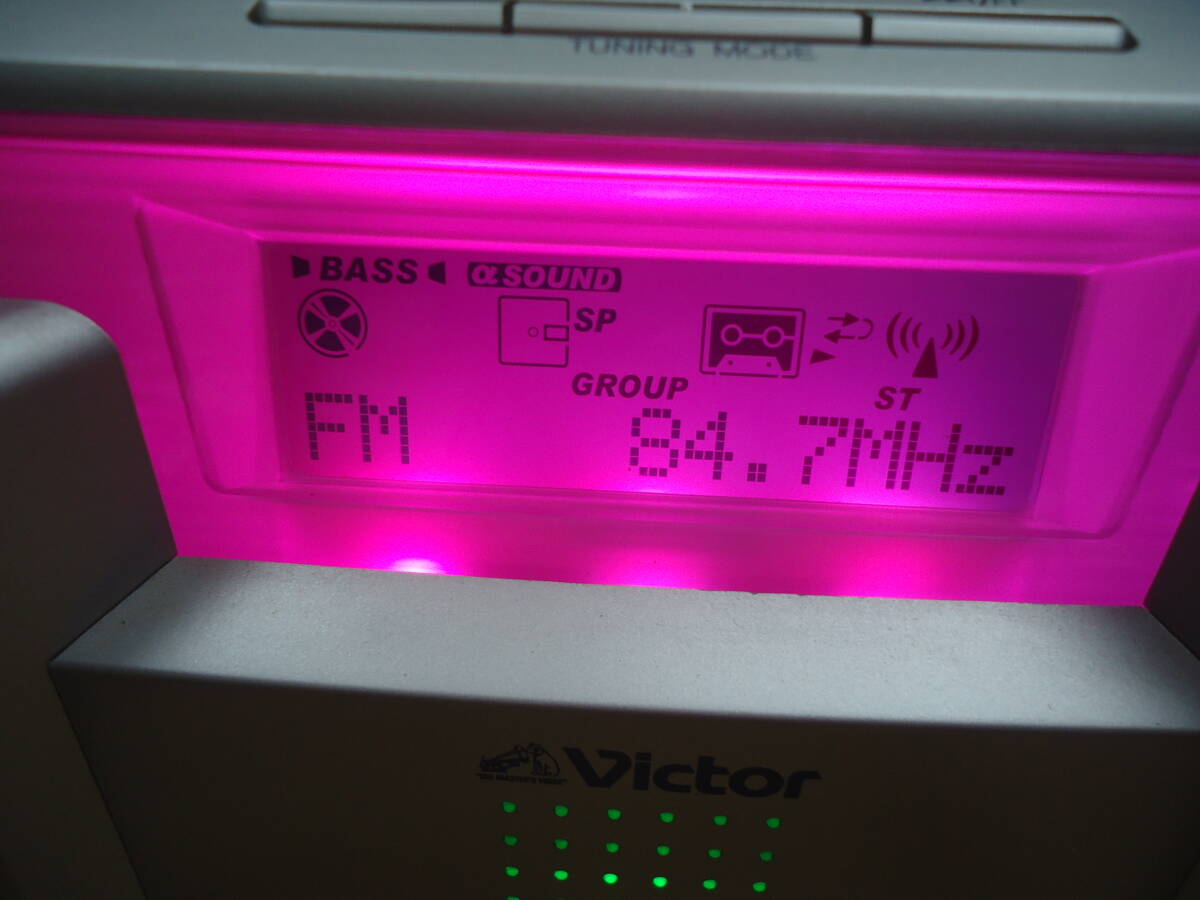 TUNING MODE
BASS α SOUND
SP
GROUP ST
FM 84.7MHz
"HIS MASTER'S VOICE" Victor